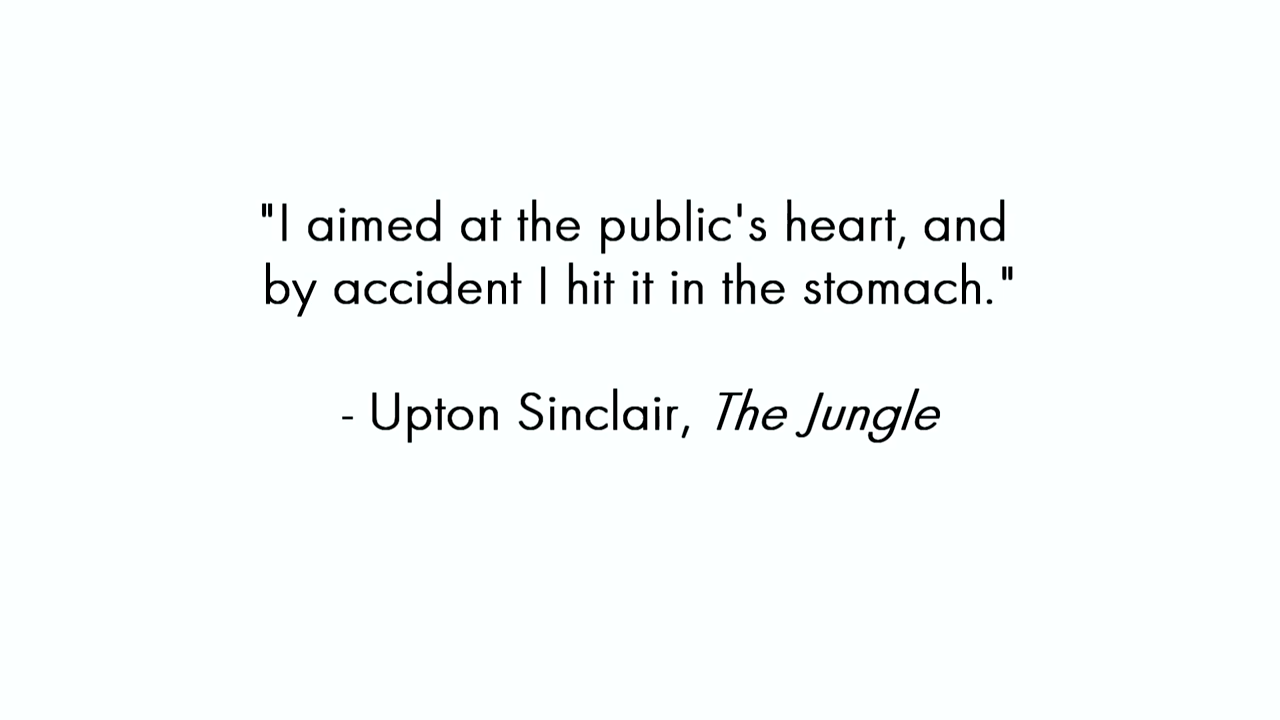 "I aimed at the public's heart, and
by accident I hit it in the stomach."
- Upton Sinclair, The Jungle